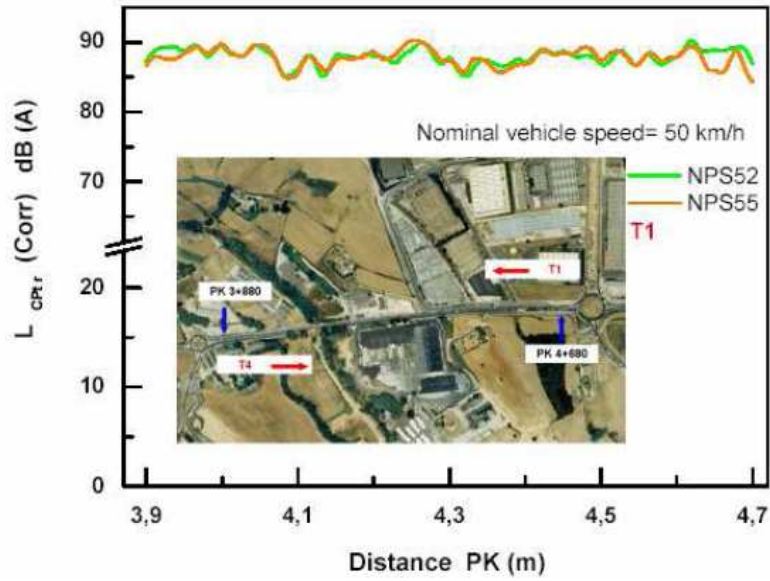 90
80
70
20
10
0
L CPt r (Corr) dB (A)
Nominal vehicle speed= 50 km/h
NPS52
NPS55
T1
T1
PK 3+880
PK 4+680
T4
3,9
4,1
4,3
4,5
4,7
Distance PK (m)